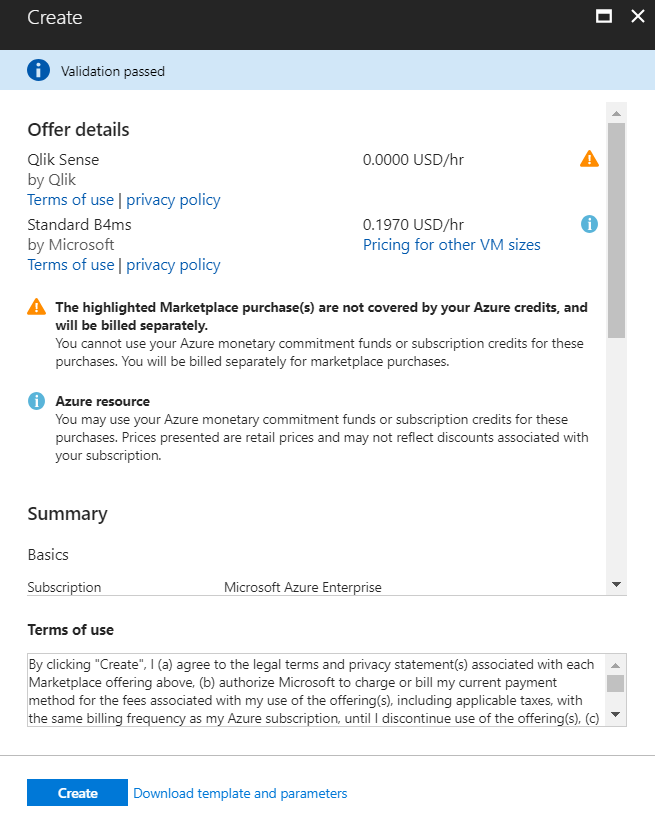 Create
Validation passed
Offer details
Qlik Sense 0.0000 USD/hr
by Qlik
Terms of use | privacy policy
Standard B4ms 0.1970 USD/hr
by Microsoft Pricing for other VM sizes
Terms of use | privacy policy
The highlighted Marketplace purchase(s) are not covered by your Azure credits, and
will be billed separately.
You cannot use your Azure monetary commitment funds or subscription credits for these
purchases. You will be billed separately for marketplace purchases.
Azure resource
You may use your Azure monetary commitment funds or subscription credits for these
purchases. Prices presented are retail prices and may not reflect discounts associated with
your subscription.
Summary
Basics
Subscription Microsoft Azure Enterprise
Terms of use
By clicking "Create", I (a) agree to the legal terms and privacy statement(s) associated with each
Marketplace offering above, (b) authorize Microsoft to charge or bill my current payment
method for the fees associated with my use of the offering(s), including applicable taxes, with
the same billing frequency as my Azure subscription, until I discontinue use of the offering(s), (c)
Create Download template and parameters